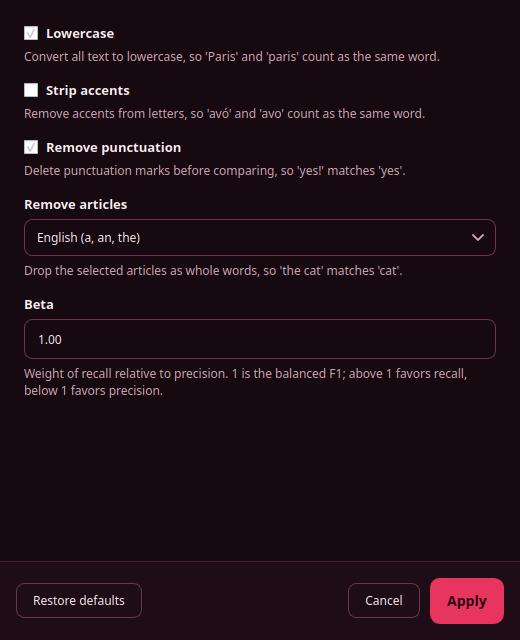 Lowercase
Convert all text to lowercase, so 'Paris' and 'paris' count as the same word.
Strip accents
Remove accents from letters, so 'avó' and 'avo' count as the same word.
Remove punctuation
Delete punctuation marks before comparing, so 'yes!' matches 'yes'.
Remove articles
English (a, an, the)
Drop the selected articles as whole words, so 'the cat' matches 'cat'.
Beta
1.00
Weight of recall relative to precision. 1 is the balanced F1; above 1 favors recall,
below 1 favors precision.
Restore defaults
Cancel
Apply